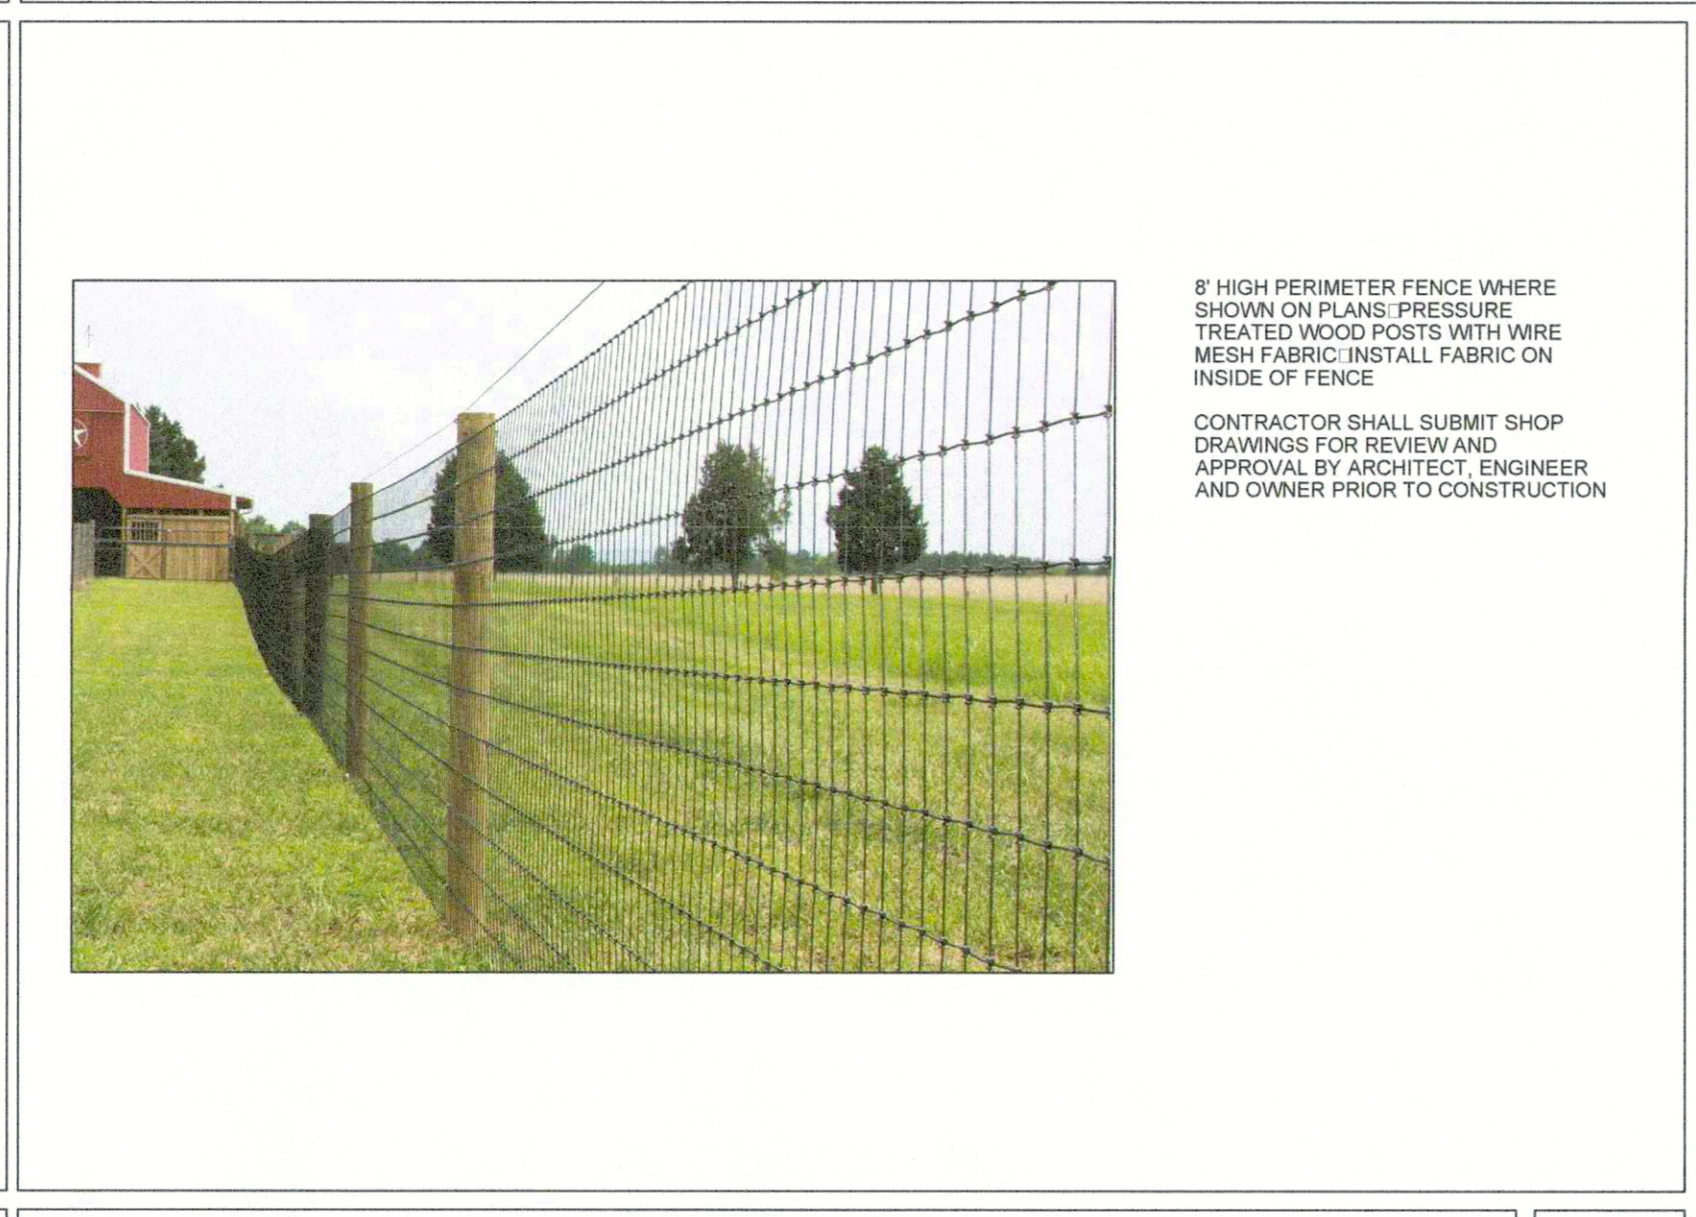 8' HIGH PERIMETER FENCE WHERE
SHOWN ON PLANS□PRESSURE
TREATED WOOD POSTS WITH WIRE
MESH FABRIC□INSTALL FABRIC ON
INSIDE OF FENCE
CONTRACTOR SHALL SUBMIT SHOP
DRAWINGS FOR REVIEW AND
APPROVAL BY ARCHITECT, ENGINEER
AND OWNER PRIOR TO CONSTRUCTION